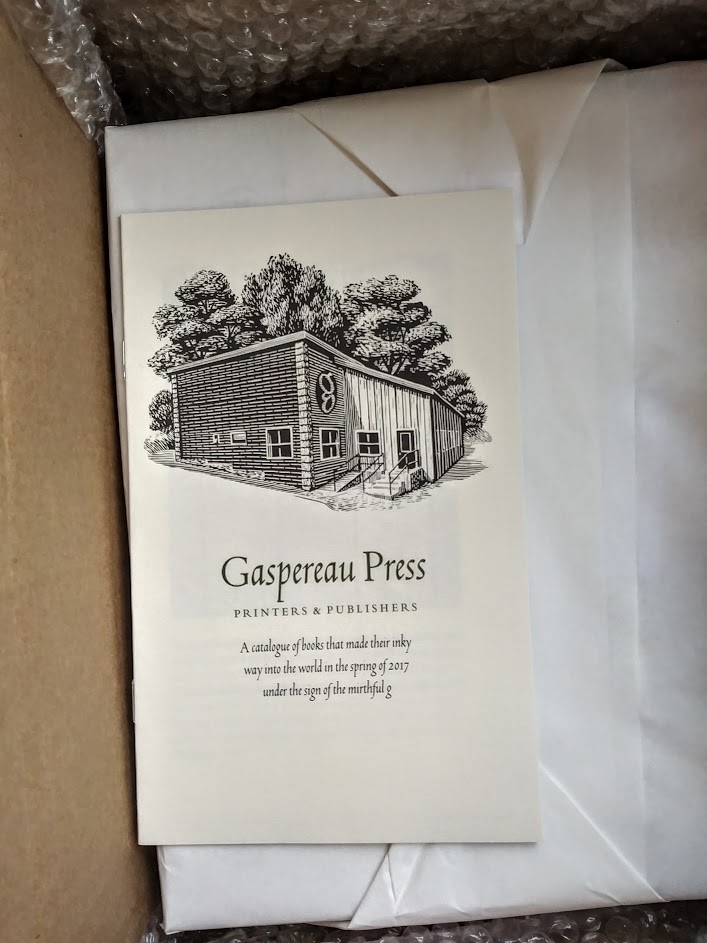 g
Gaspereau Press
PRINTERS & PUBLISHERS
A catalogue of books that made their inky
way into the world in the spring of 2017
under the sign of the mirthful g